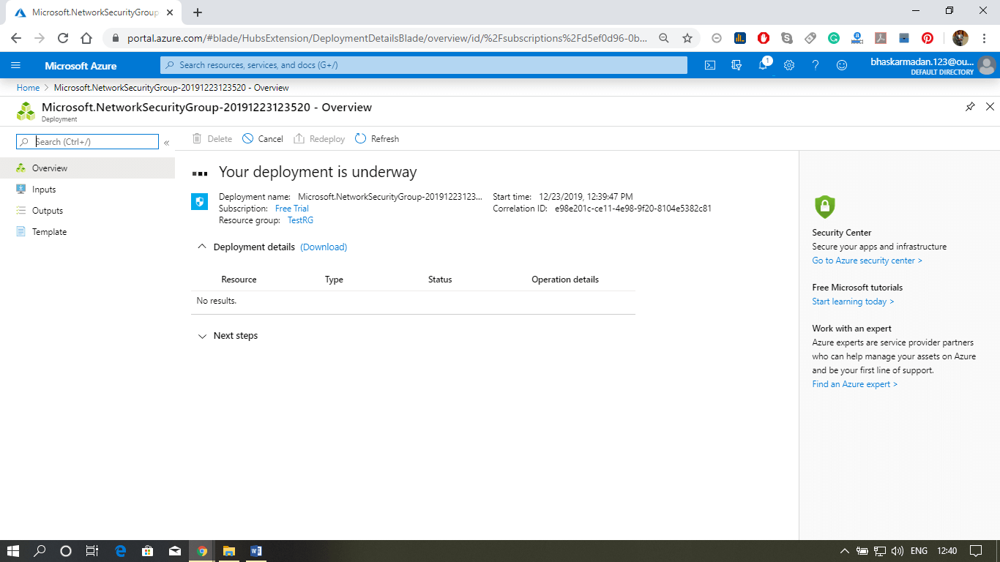 Microsoft.NetworkSecurityGroup
portal.azure.com/#blade/HubsExtension/DeploymentDetailsBlade/overview/id/%2Fsubscriptions%2Fd5ef0d96-0b...
Microsoft Azure
Search resources, services, and docs (G+/)
1
bhaskarmadan.123@ou...
DEFAULT DIRECTORY
Home > Microsoft.NetworkSecurityGroup-20191223123520 - Overview
Microsoft.NetworkSecurityGroup-20191223123520 - Overview
Deployment
Search (Ctrl+/)
«
Delete
Cancel
Redeploy
Refresh
Overview
Inputs
Outputs
Template
Your deployment is underway
Deployment name: Microsoft.NetworkSecurityGroup-20191223123...
Subscription: Free Trial
Resource group: TestRG
Start time: 12/23/2019, 12:39:47 PM
Correlation ID: e98e201c-ce11-4e98-9f20-8104e5382c81
Deployment details (Download)
Resource Type Status Operation details
No results.
Next steps
Security Center
Secure your apps and infrastructure
Go to Azure security center >
Free Microsoft tutorials
Start learning today >
Work with an expert
Azure experts are service provider partners
who can help manage your assets on Azure
and be your first line of support.
Find an Azure expert >
ENG
12:40